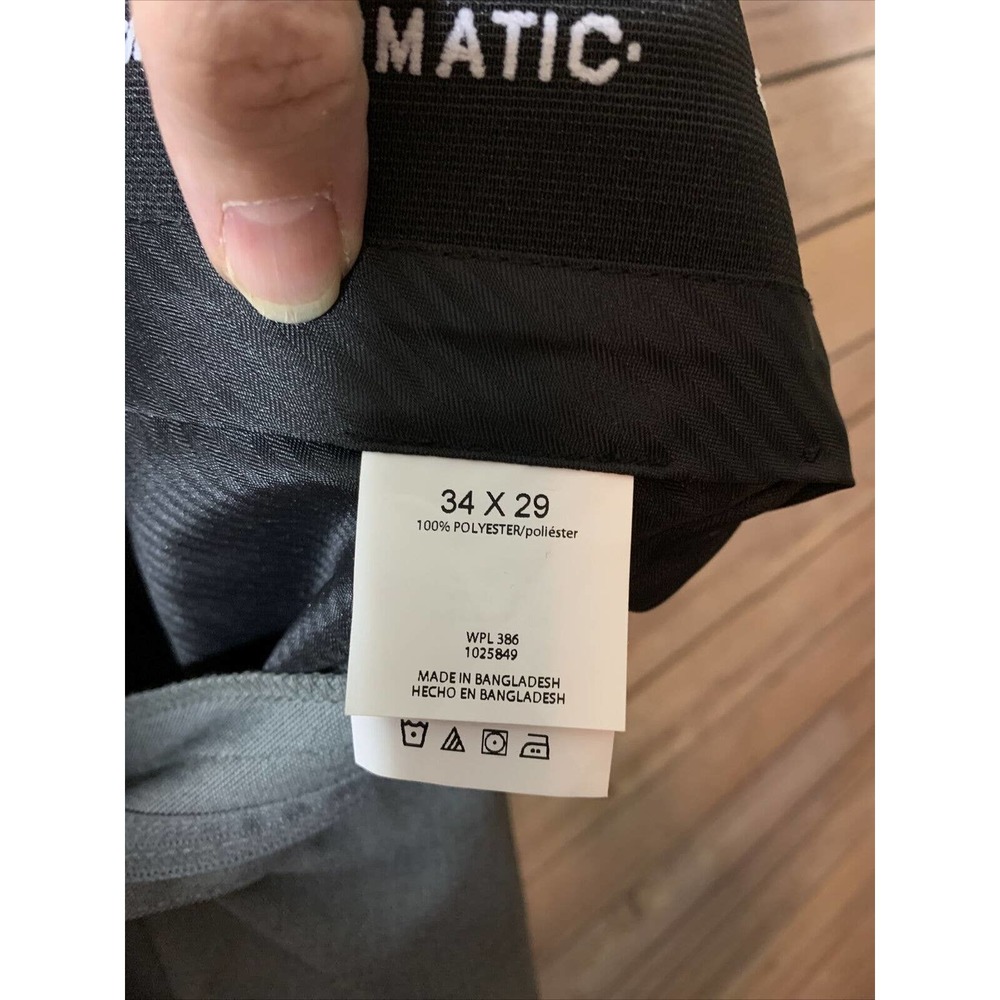 MATIC·
34 X 29
100% POLYESTER/poliéster
WPL 386
1025849
MADE IN BANGLADESH
HECHO EN BANGLADESH